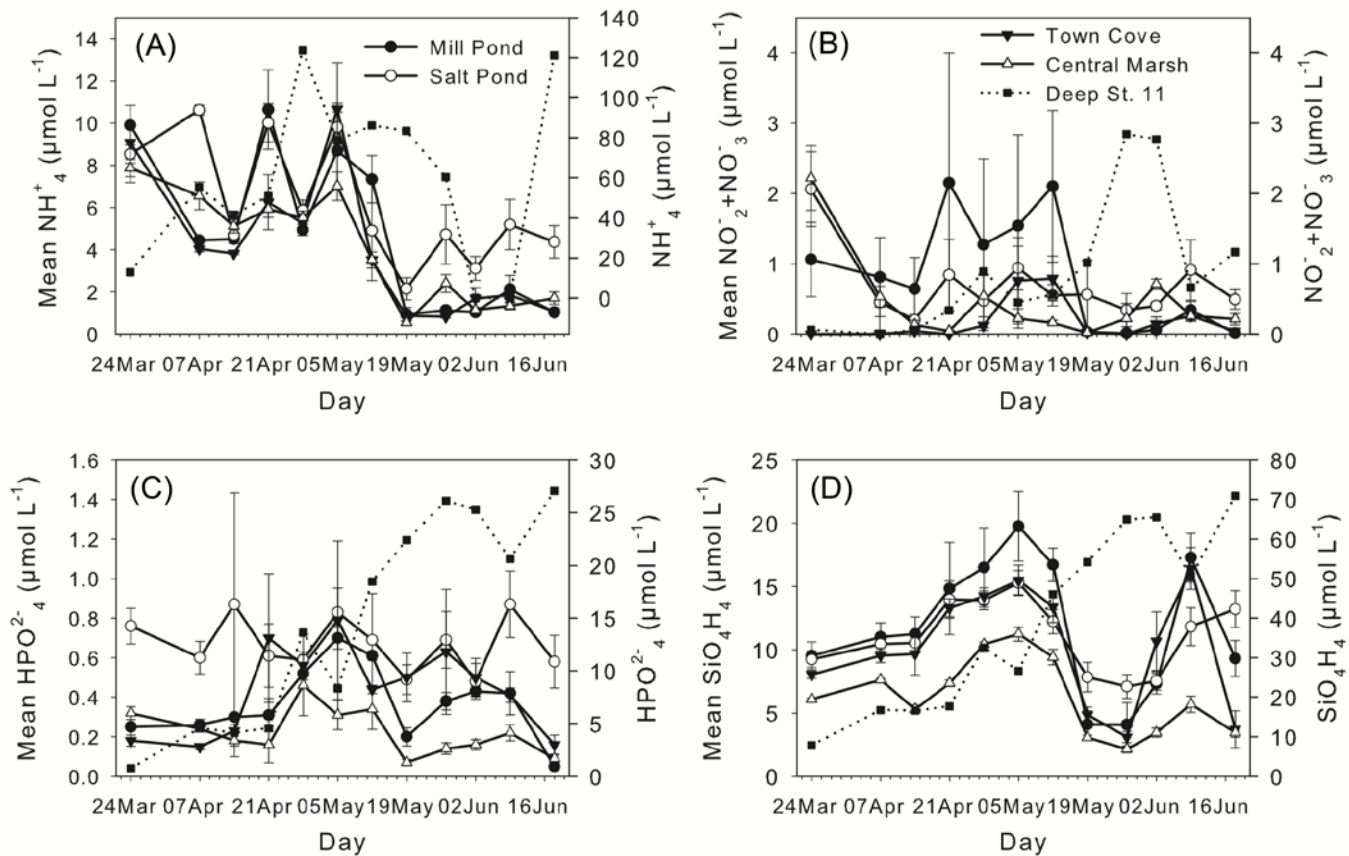 (A)
Mill Pond
Salt Pond
Mean NH+4 (μmol L-1)
14
12
10
8
6
4
2
0
140
120
100
80
60
40
20
0
NH+4 (μmol L-1)
24Mar 07Apr 21Apr 05May 19May 02Jun 16Jun
Day
(B)
Town Cove
Central Marsh
Deep St. 11
Mean NO-2+NO-3 (μmol L-1)
4
3
2
1
0
4
3
2
1
0
NO-2+NO-3 (μmol L-1)
24Mar 07Apr 21Apr 05May 19May 02Jun 16Jun
Day
(C)
Mean HPO2-4 (μmol L-1)
1.6
1.4
1.2
1.0
0.8
0.6
0.4
0.2
0.0
30
25
20
15
10
5
0
HPO2-4 (μmol L-1)
24Mar 07Apr 21Apr 05May 19May 02Jun 16Jun
Day
(D)
Mean SiO4H4 (μmol L-1)
25
20
15
10
5
0
80
70
60
50
40
30
20
10
0
SiO4H4 (μmol L-1)
24Mar 07Apr 21Apr 05May 19May 02Jun 16Jun
Day